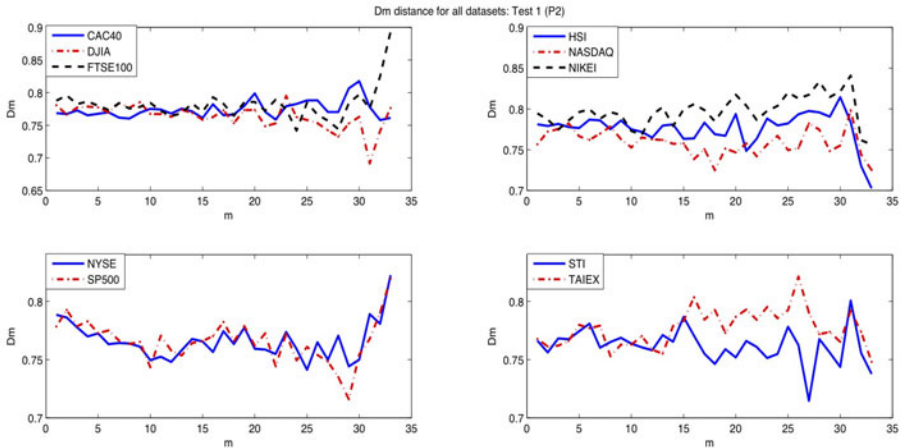 Dm distance for all datasets: Test 1 (P2)
0.9
0.85
0.8
0.75
0.7
0.65
Dm
CAC40
DJIA
FTSE100
0 5 10 15 20 25 30 35
m
0.9
0.8
0.7
Dm
HSI
NASDAQ
NIKEI
0 5 10 15 20 25 30 35
m
0.8
0.75
0.7
Dm
NYSE
SP500
0 5 10 15 20 25 30 35
m
0.8
0.75
0.7
Dm
STI
TAIEX
0 5 10 15 20 25 30 35
m